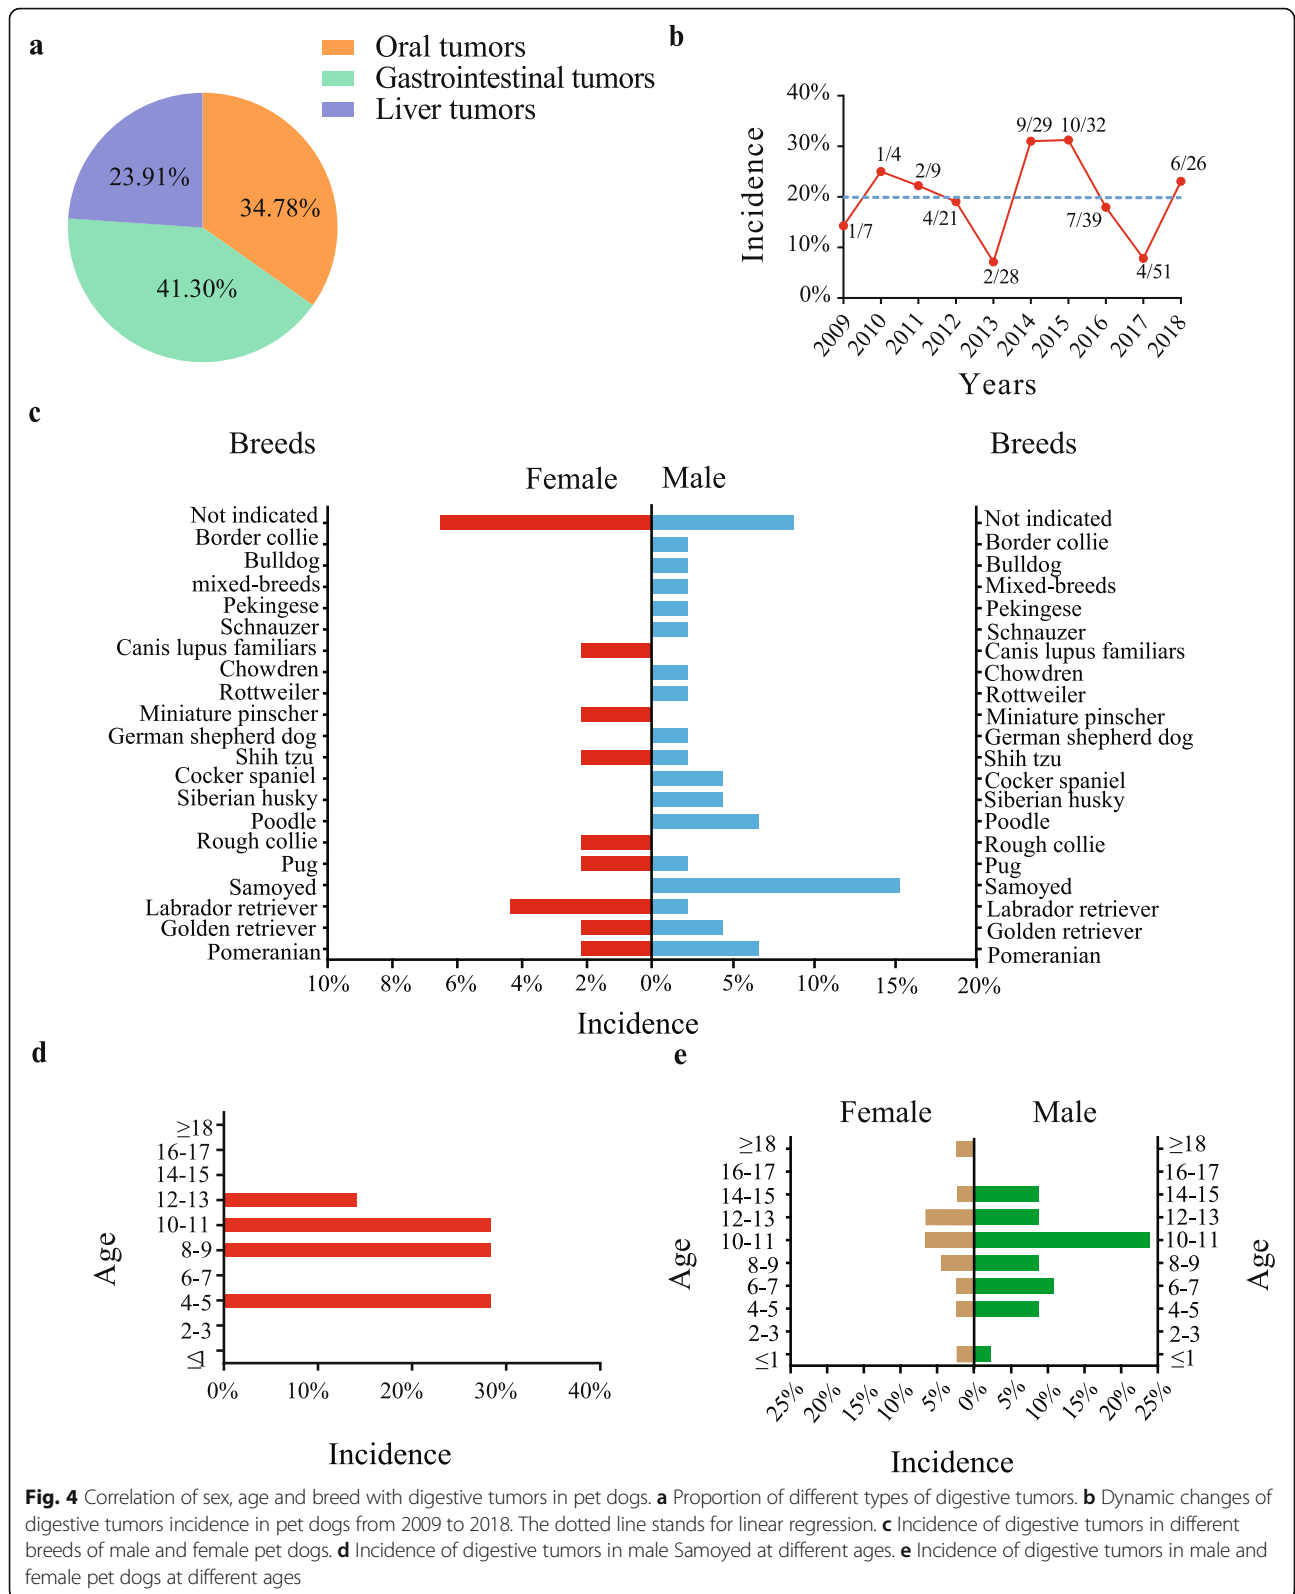 a
Oral tumors
Gastrointestinal tumors
Liver tumors
23.91%
34.78%
41.30%
b
40%
30%
20%
10%
0%
Incidence
1/7
1/4
2/9
4/21
2/28
9/29
10/32
7/39
4/51
6/26
2009
2010
2011
2012
2013
2014
2015
2016
2017
2018
Years
c
Breeds
Female
Male
Breeds
Not indicated
Border collie
Bulldog
mixed-breeds
Pekingese
Schnauzer
Canis lupus familiars
Chowdren
Rottweiler
Miniature pinscher
German shepherd dog
Shih tzu
Cocker spaniel
Siberian husky
Poodle
Rough collie
Pug
Samoyed
Labrador retriever
Golden retriever
Pomeranian
Not indicated
Border collie
Bulldog
Mixed-breeds
Pekingese
Schnauzer
Canis lupus familiars
Chowdren
Rottweiler
Miniature pinscher
German shepherd dog
Shih tzu
Cocker spaniel
Siberian husky
Poodle
Rough collie
Pug
Samoyed
Labrador retriever
Golden retriever
Pomeranian
10% 8% 6% 4% 2% 0% 5% 10% 15% 20%
Incidence
d
Age
≥18
16-17
14-15
12-13
10-11
8-9
6-7
4-5
2-3
≤1
0% 10% 20% 30% 40%
Incidence
e
Female
Male
Age
≥18
16-17
14-15
12-13
10-11
8-9
6-7
4-5
2-3
≤1
≥18
16-17
14-15
12-13
10-11
8-9
6-7
4-5
2-3
≤1
Age
25% 20% 15% 10% 5% 0% 5% 10% 15% 20% 25%
Incidence
Fig. 4 Correlation of sex, age and breed with digestive tumors in pet dogs. a Proportion of different types of digestive tumors. b Dynamic changes of
digestive tumors incidence in pet dogs from 2009 to 2018. The dotted line stands for linear regression. c Incidence of digestive tumors in different
breeds of male and female pet dogs. d Incidence of digestive tumors in male Samoyed at different ages. e Incidence of digestive tumors in male and
female pet dogs at different ages